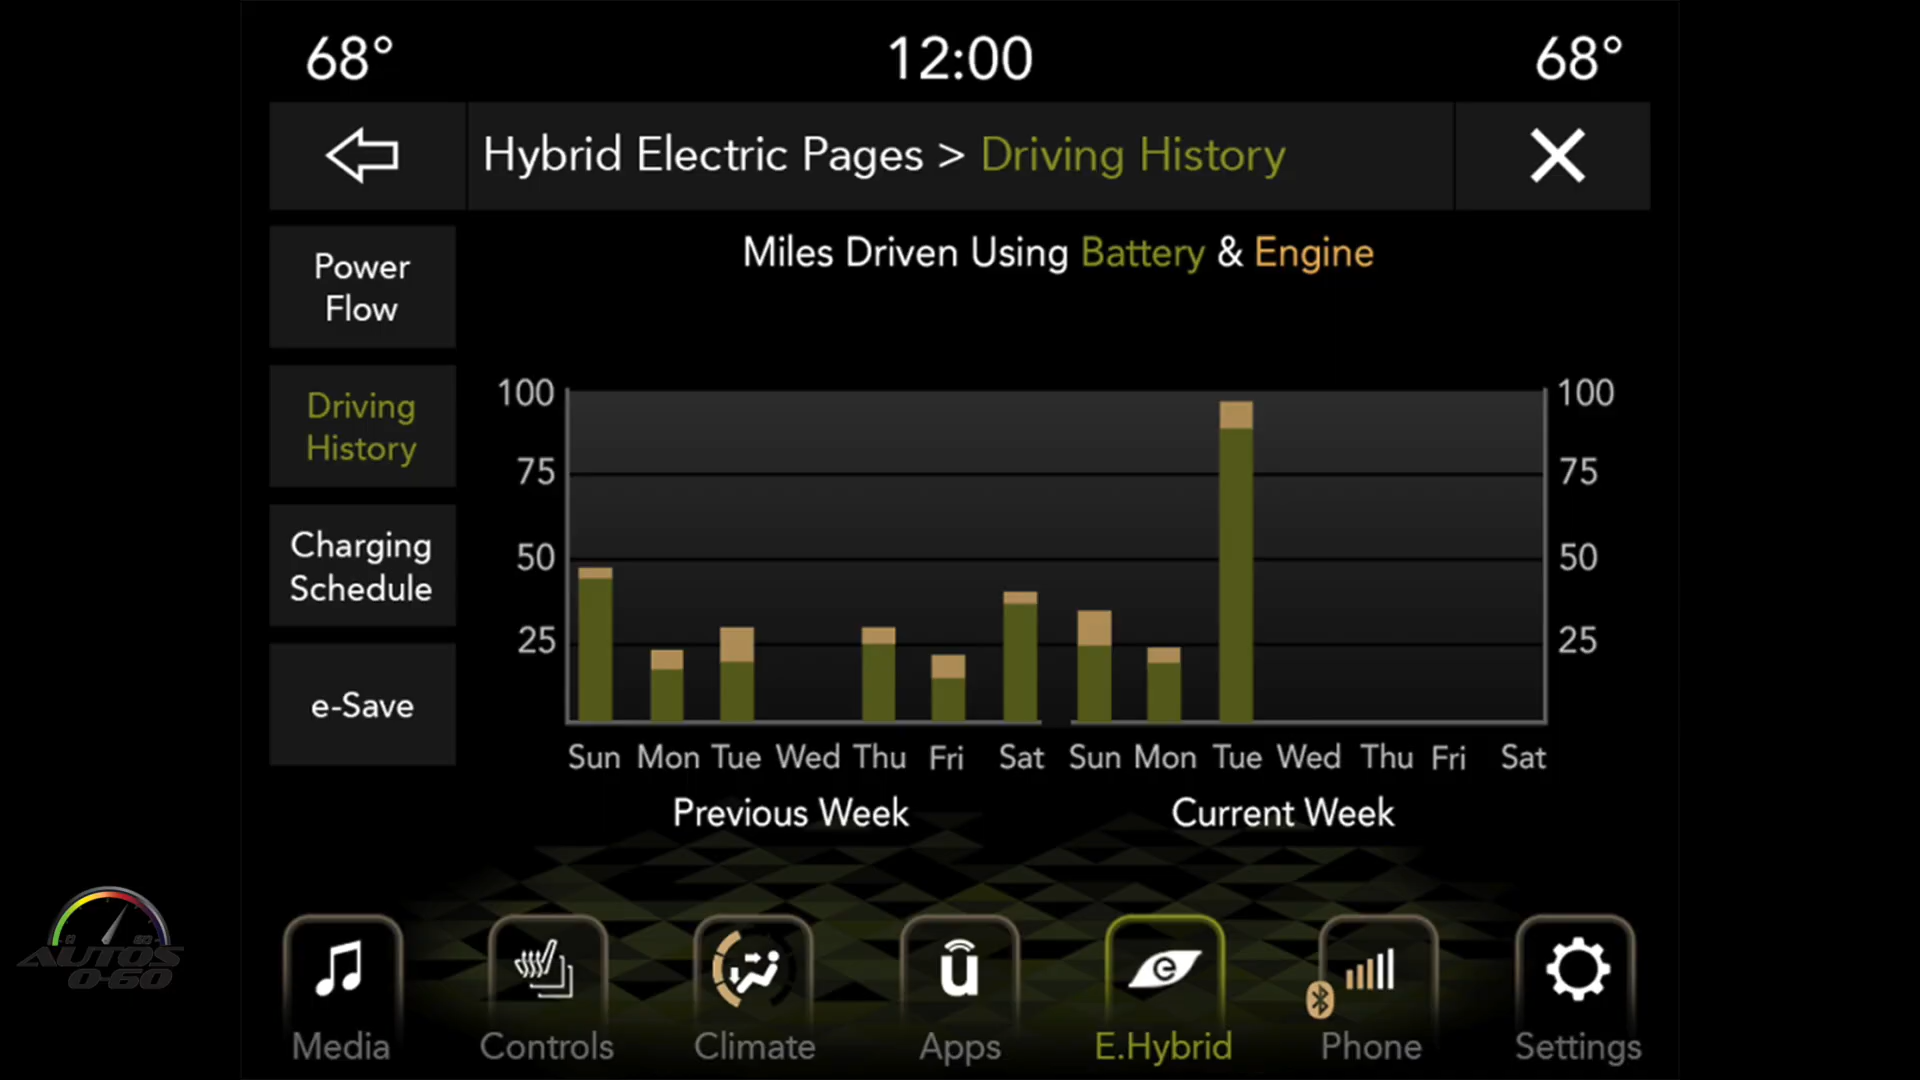 68° 12:00 68°
Hybrid Electric Pages > Driving History
Miles Driven Using Battery & Engine
Power
Flow
Driving
History
Charging
Schedule
e-Save
100 100
75 75
50 50
25 25
Sun Mon Tue Wed Thu Fri Sat Sun Mon Tue Wed Thu Fri Sat
Previous Week Current Week
AUTOS
0-60
Media Controls Climate Apps E.Hybrid Phone Settings